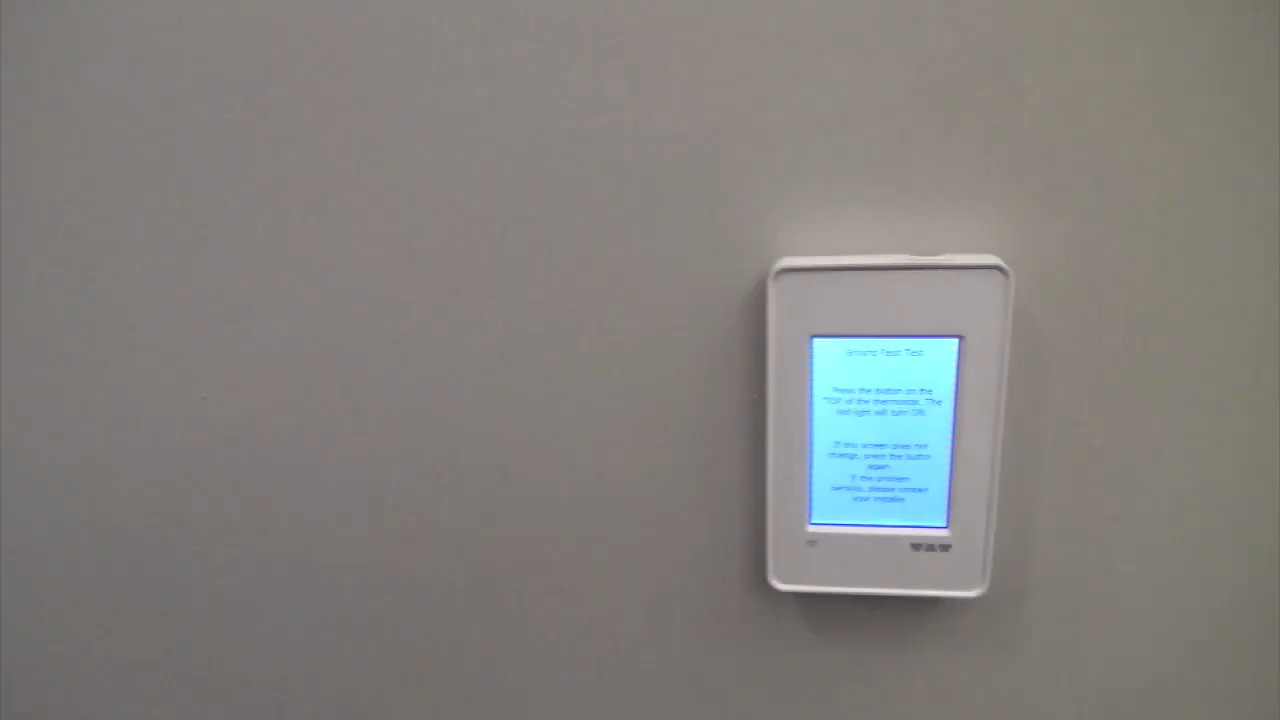 Ground Fault Test
Press the button on the
TOP of the thermostat. The
red light will turn ON.
If this screen does not
change, press the button
again.
If the problem
persists, please contact
your installer.